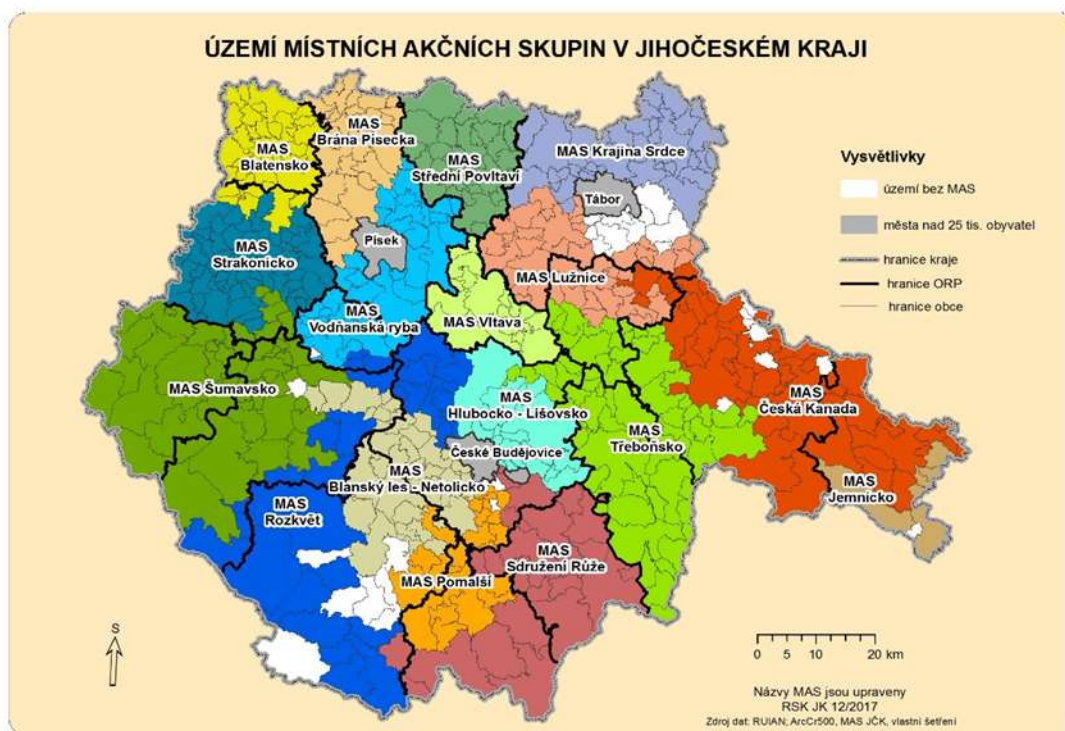 ÚZEMÍ MÍSTNÍCH AKČNÍCH SKUPIN V JIHOČESKÉM KRAJI
MAS
Blatensko
MAS
Brána Písecka
MAS
Střední Povltaví
MAS Krajina Srdce
Tábor
Písek
MAS
Strakonicko
MAS Lužnice
MAS
Vodňanská ryba
MAS Vltava
MAS Šumavsko
MAS
Hlubocko - Lišovsko
MAS
Třeboňsko
MAS
Česká Kanada
České Budějovice
MAS
Blanský les - Netolicko
MAS
Jemnicko
MAS
Rozkvět
MAS
Sdružení Růže
MAS Pomalší
Vysvětlivky
území bez MAS
města nad 25 tis. obyvatel
hranice kraje
hranice ORP
hranice obce
S
0 5 10 20 km
Názvy MAS jsou upraveny
RSK JK 12/2017
Zdroj dat: RUIAN; ArcCr500, MAS JČK, vlastní šetření